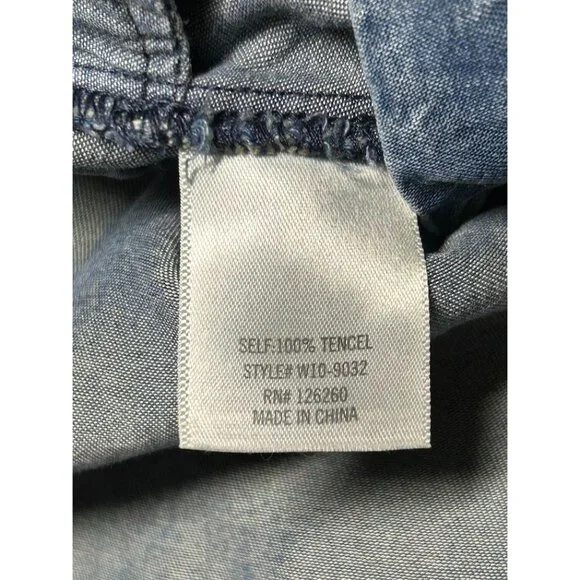 SELF:100% TENCEL
STYLE# W10-9032
RN# 126260
MADE IN CHINA